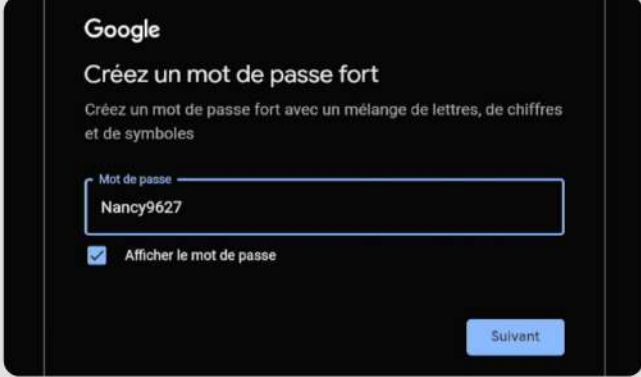 Google
Créez un mot de passe fort
Créez un mot de passe fort avec un mélange de lettres, de chiffres
et de symboles
Mot de passe
Nancy9627
Afficher le mot de passe
Suivant